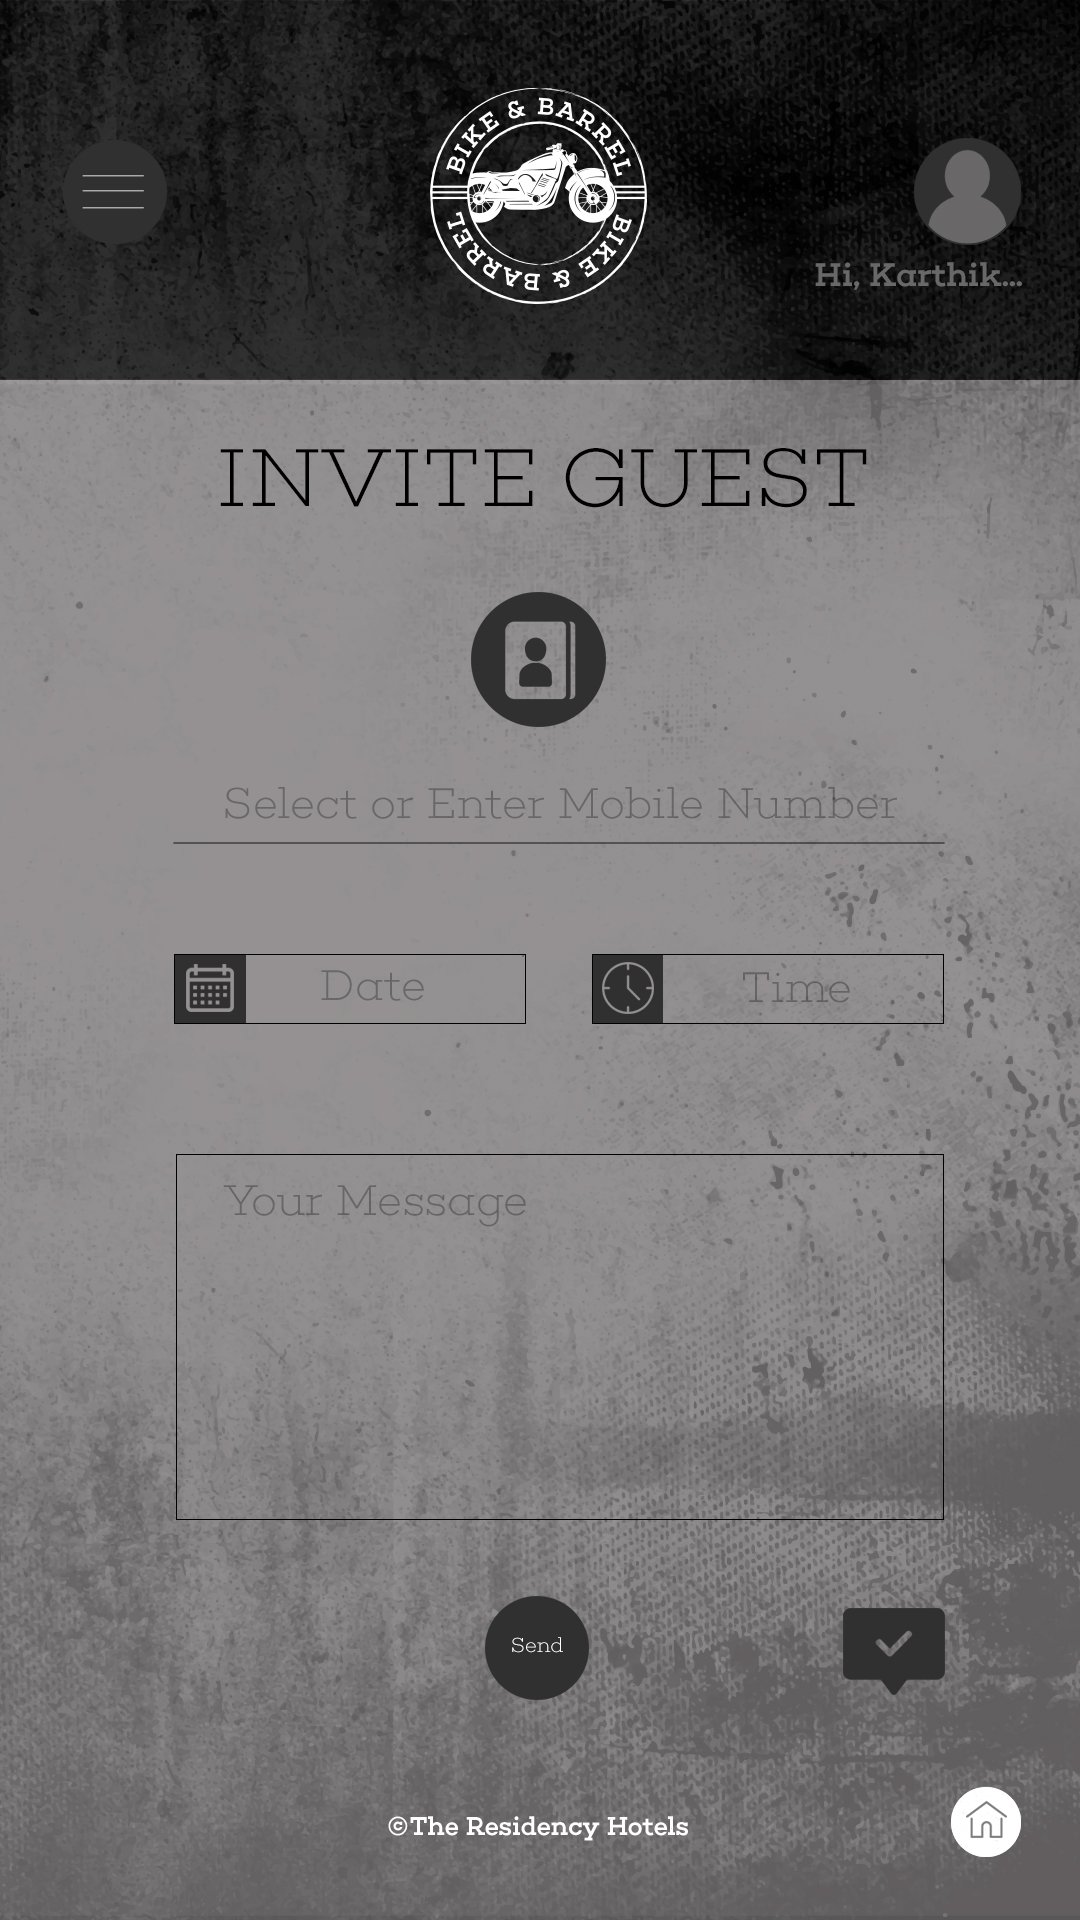 BIKE & BARREL
BIKE & BARREL
Hi, Karthik...
INVITE GUEST
Select or Enter Mobile Number
Date
Time
Your Message
Send
©The Residency Hotels